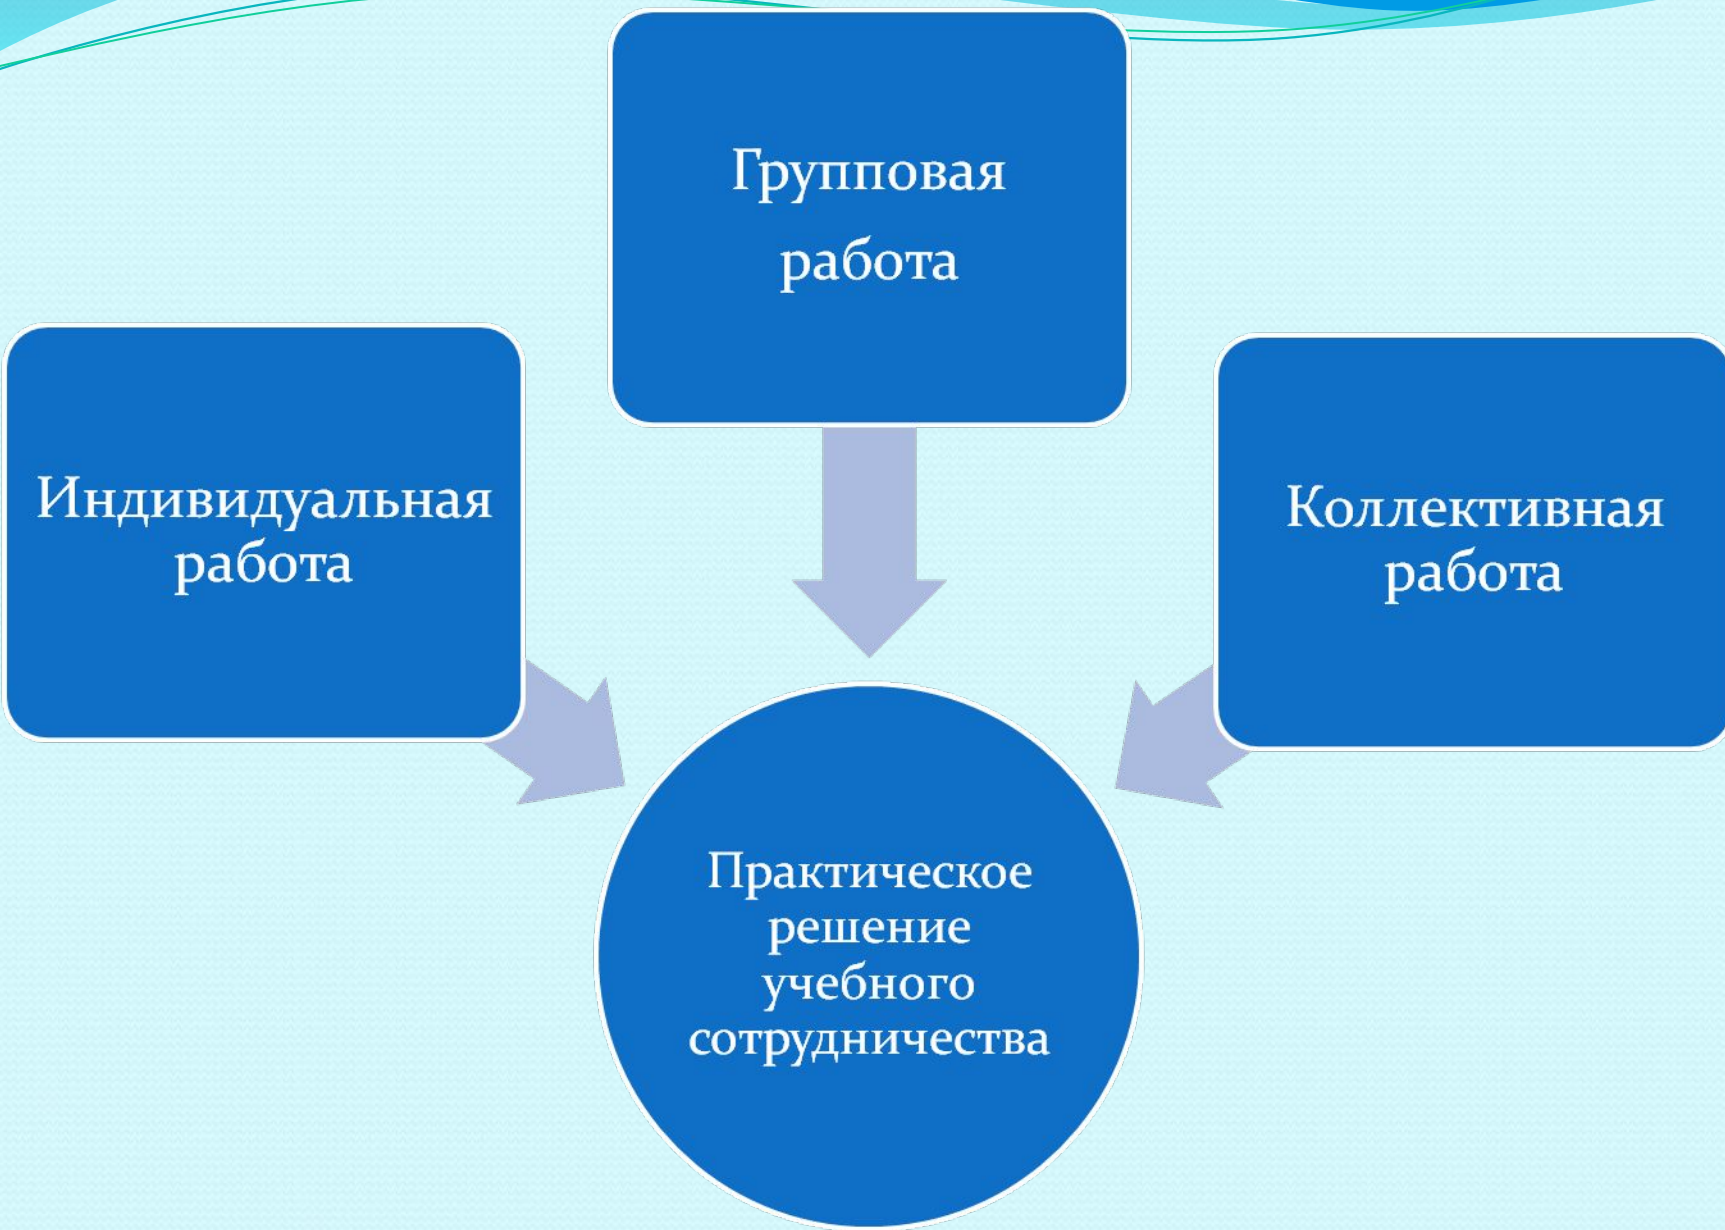 Групповая
работа
Индивидуальная
работа
Коллективная
работа
Практическое
решение
учебного
сотрудничества